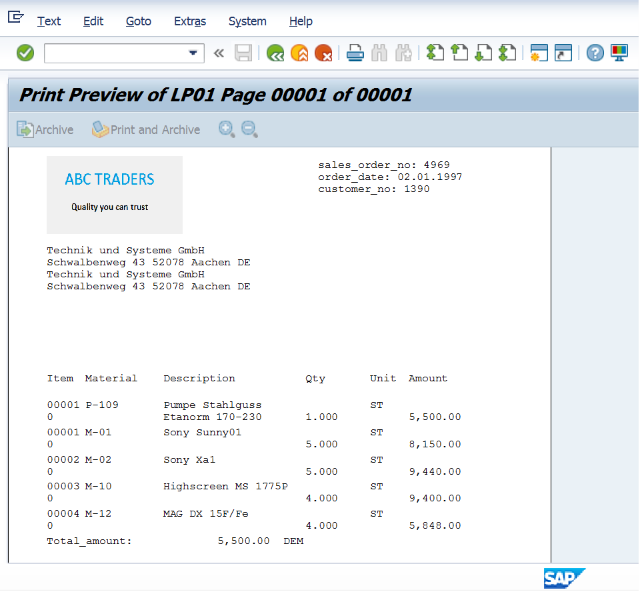 Text Edit Goto Extras System Help
Print Preview of LP01 Page 00001 of 00001
Archive Print and Archive
ABC TRADERS
Quality you can trust
sales_order_no: 4969
order_date: 02.01.1997
customer_no: 1390
Technik und Systeme GmbH
Schwalbenweg 43 52078 Aachen DE
Technik und Systeme GmbH
Schwalbenweg 43 52078 Aachen DE
Item Material Description Qty Unit Amount
00001 P-109 Pumpe Stahlguss ST
0 Etanorm 170-230 1.000 5,500.00
00001 M-01 Sony Sunny01 ST
0 5.000 8,150.00
00002 M-02 Sony Xa1 ST
0 5.000 9,440.00
00003 M-10 Highscreen MS 1775P ST
0 4.000 9,400.00
00004 M-12 MAG DX 15F/Fe ST
0 4.000 5,848.00
Total_amount: 5,500.00 DEM
SAP